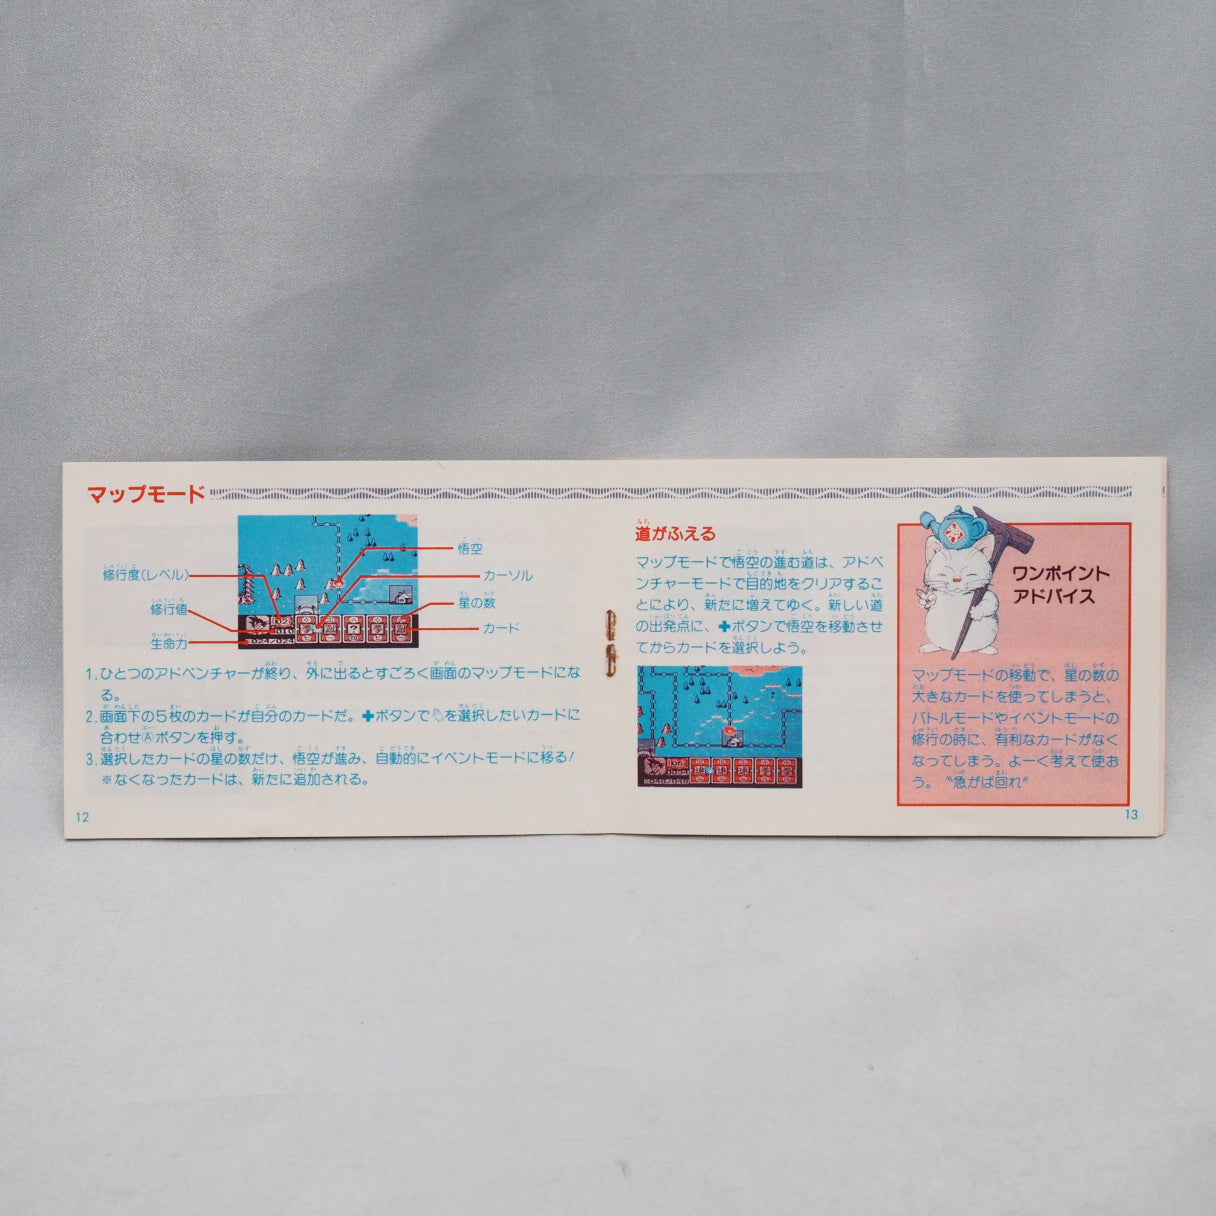 マップモード
悟空
修行度(レベル)
カーソル
修行値
星の数
カード
生命力
1.ひとつのアドベンチャーが終り、外に出るとすごろく画面のマップモードにな
る。
2.画面下の5枚のカードが自分のカードだ。✚ボタンで を選択したいカードに
合わせⒶボタンを押す。
3.選択したカードの星の数だけ、悟空が進み、自動的にイベントモードに移る!
※なくなったカードは、新たに追加される。
12
道がふえる
マップモードで悟空の進む道は、アドベ
ンチャーモードで目的地をクリアするこ
とにより、新たに増えてゆく。新しい道
の出発点に、✚ボタンで悟空を移動させ
てからカードを選択しよう。
神
ワンポイント
アドバイス
マップモードの移動で、星の数の
大きなカードを使ってしまうと、
バトルモードやイベントモードの
修行の時に、有利なカードがなく
なってしまう。よーく考えて使お
う。〝急がば回れ〟
13